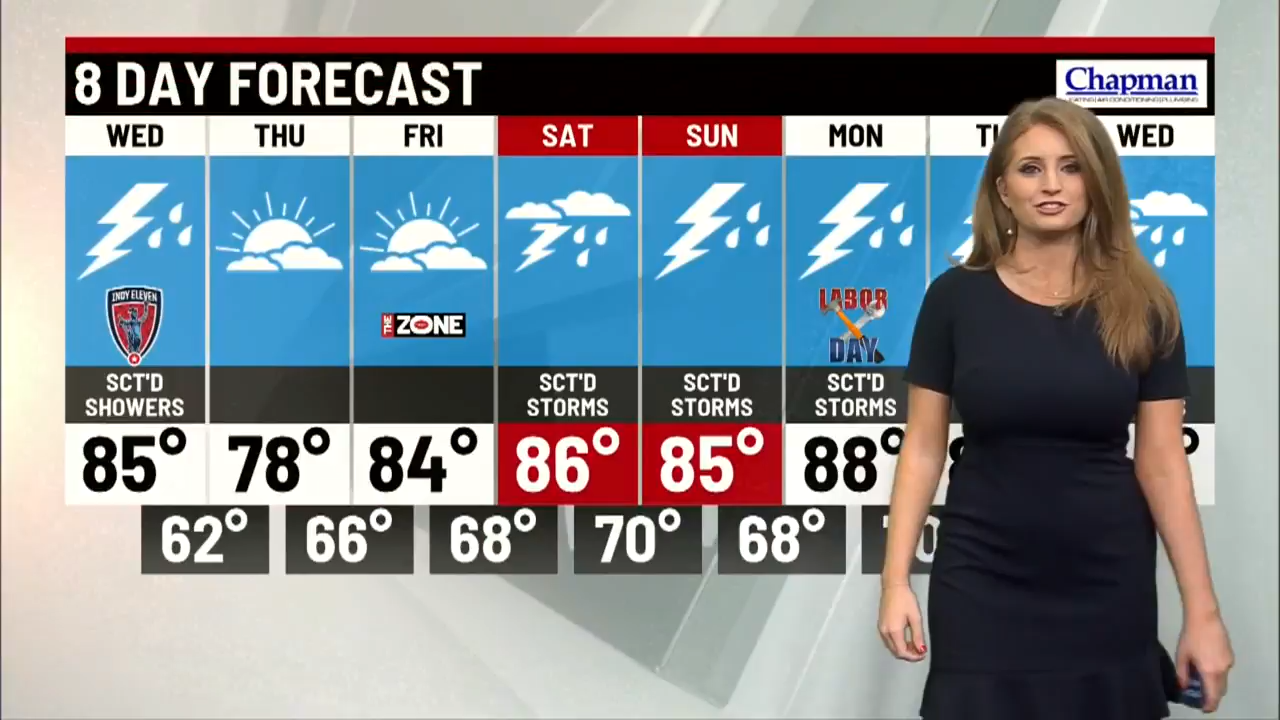 8 DAY FORECAST
Chapman
WED THU FRI SAT SUN MON WED
INDY ELEVEN
THE ZONE
LABOR
DAY
SCT'D SCT'D SCT'D SCT'D
SHOWERS STORMS STORMS STORMS
85° 78° 84° 86° 85° 88°
62° 66° 68° 70° 68° 70